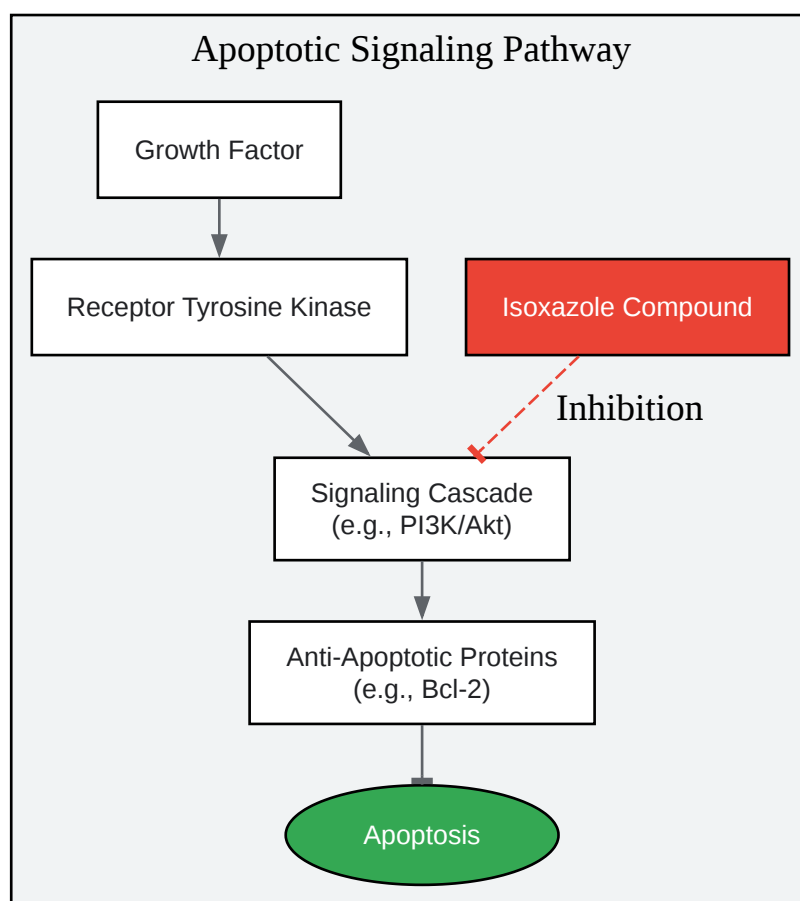 Apoptotic Signaling Pathway
Growth Factor
Receptor Tyrosine Kinase
Isoxazole Compound
Inhibition
Signaling Cascade
(e.g., PI3K/Akt)
Anti-Apoptotic Proteins
(e.g., Bcl-2)
Apoptosis